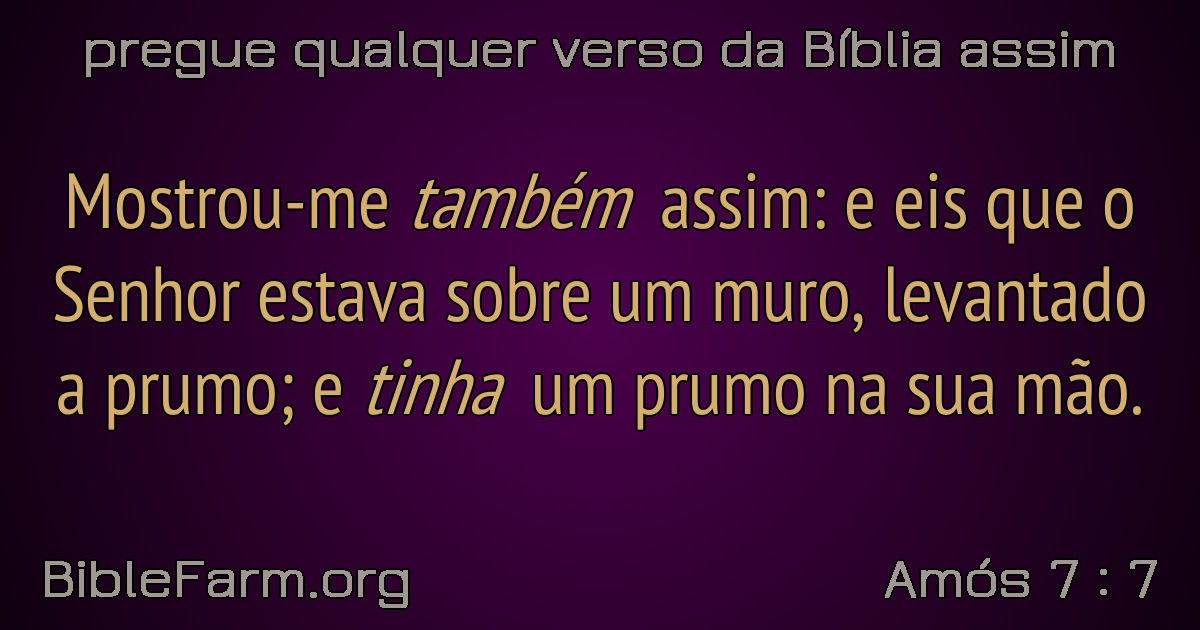 pregue qualquer verso da Bíblia assim
Mostrou-me também assim: e eis que o
Senhor estava sobre um muro, levantado
a prumo; e tinha um prumo na sua mão.
BibleFarm.org
Amós 7 : 7